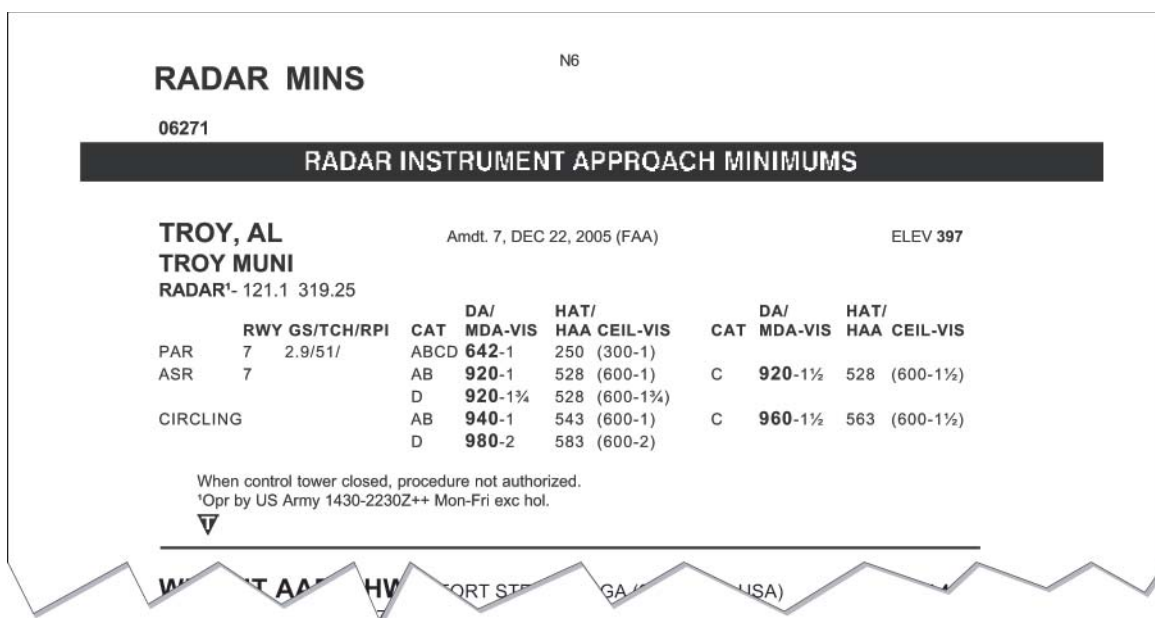 N6
RADAR MINS
06271
RADAR INSTRUMENT APPROACH MINIMUMS
TROY, AL Amdt. 7, DEC 22, 2005 (FAA) ELEV 397
TROY MUNI
RADAR¹- 121.1 319.25
DA/ HAT/ DA/ HAT/
RWY GS/TCH/RPI CAT MDA-VIS HAA CEIL-VIS CAT MDA-VIS HAA CEIL-VIS
PAR 7 2.9/51/ ABCD 642-1 250 (300-1)
ASR 7 AB 920-1 528 (600-1) C 920-1½ 528 (600-1½)
D 920-1¾ 528 (600-1¾)
CIRCLING AB 940-1 543 (600-1) C 960-1½ 563 (600-1½)
D 980-2 583 (600-2)
When control tower closed, procedure not authorized.
¹Opr by US Army 1430-2230Z++ Mon-Fri exc hol.
T